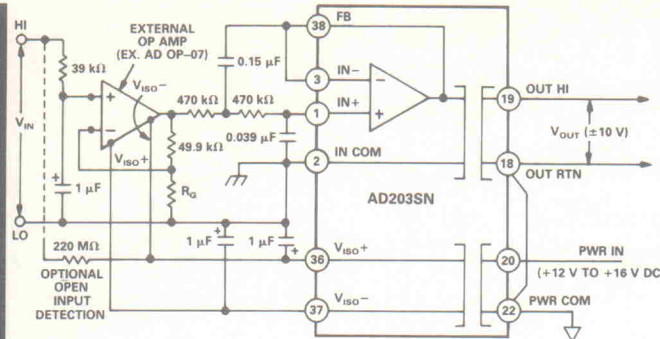 HI
EXTERNAL
OP AMP
(EX. AD OP–07)
39 kΩ
VISO–
VIN
VISO+
1 µF
LO
220 MΩ
OPTIONAL
OPEN
INPUT
DETECTION
470 kΩ
470 kΩ
49.9 kΩ
RG
0.15 µF
0.039 µF
1 µF
1 µF
38
FB
3
IN–
1
IN+
2
IN COM
AD203SN
36
VISO+
37
VISO–
19
OUT HI
VOUT (±10 V)
18
OUT RTN
20
PWR IN
(+12 V TO +16 V DC)
22
PWR COM